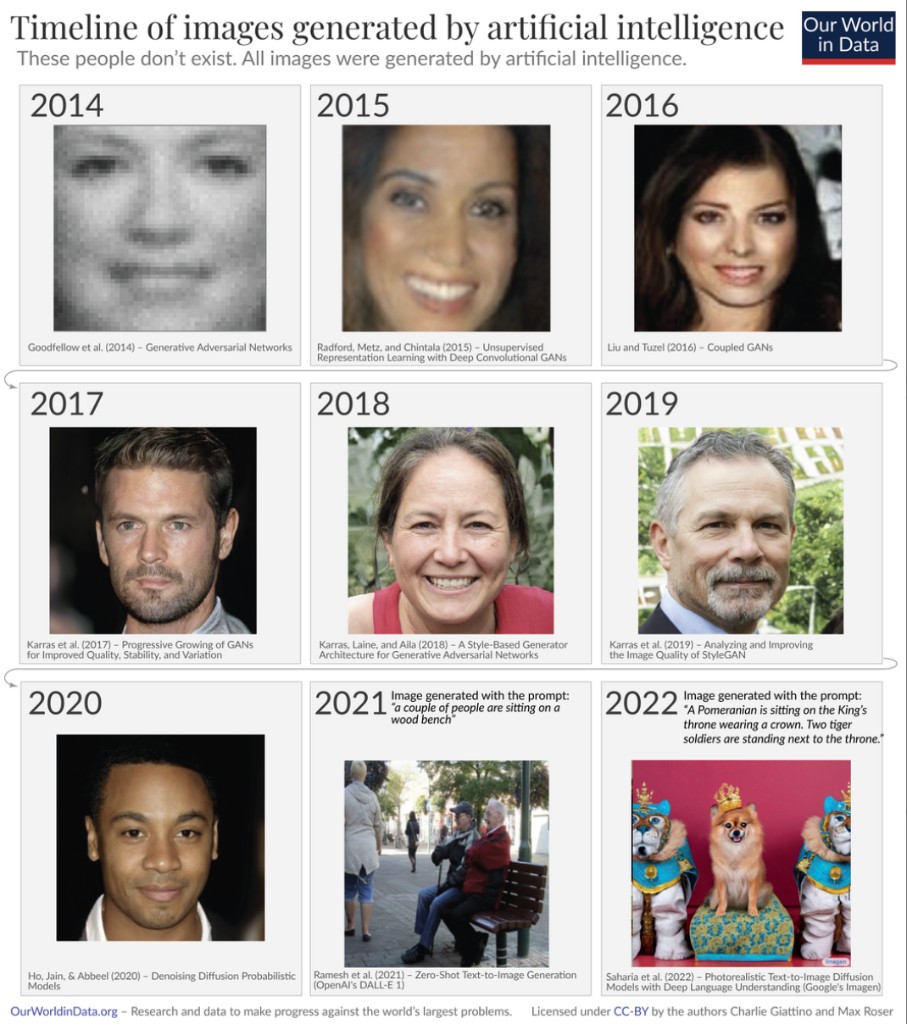 Timeline of images generated by artificial intelligence
Our World
in Data
These people don't exist. All images were generated by artificial intelligence.
2014
Goodfellow et al. (2014) – Generative Adversarial Networks
2015
Radford, Metz, and Chintala (2015) – Unsupervised
Representation Learning with Deep Convolutional GANs
2016
Liu and Tuzel (2016) – Coupled GANs
2017
Karras et al. (2017) – Progressive Growing of GANs
for Improved Quality, Stability, and Variation
2018
Karras, Laine, and Aila (2018) – A Style-Based Generator
Architecture for Generative Adversarial Networks
2019
Karras et al. (2019) – Analyzing and Improving
the Image Quality of StyleGAN
2020
Ho, Jain, & Abbeel (2020) – Denoising Diffusion Probabilistic
Models
2021
Image generated with the prompt:
"a couple of people are sitting on a
wood bench"
Ramesh et al. (2021) – Zero-Shot Text-to-Image Generation
(OpenAI's DALL-E 1)
2022
Image generated with the prompt:
"A Pomeranian is sitting on the King's
throne wearing a crown. Two tiger
soldiers are standing next to the throne."
Imagen
Saharia et al. (2022) – Photorealistic Text-to-Image Diffusion
Models with Deep Language Understanding (Google's Imagen)
OurWorldinData.org – Research and data to make progress against the world's largest problems.
Licensed under CC-BY by the authors Charlie Giattino and Max Roser